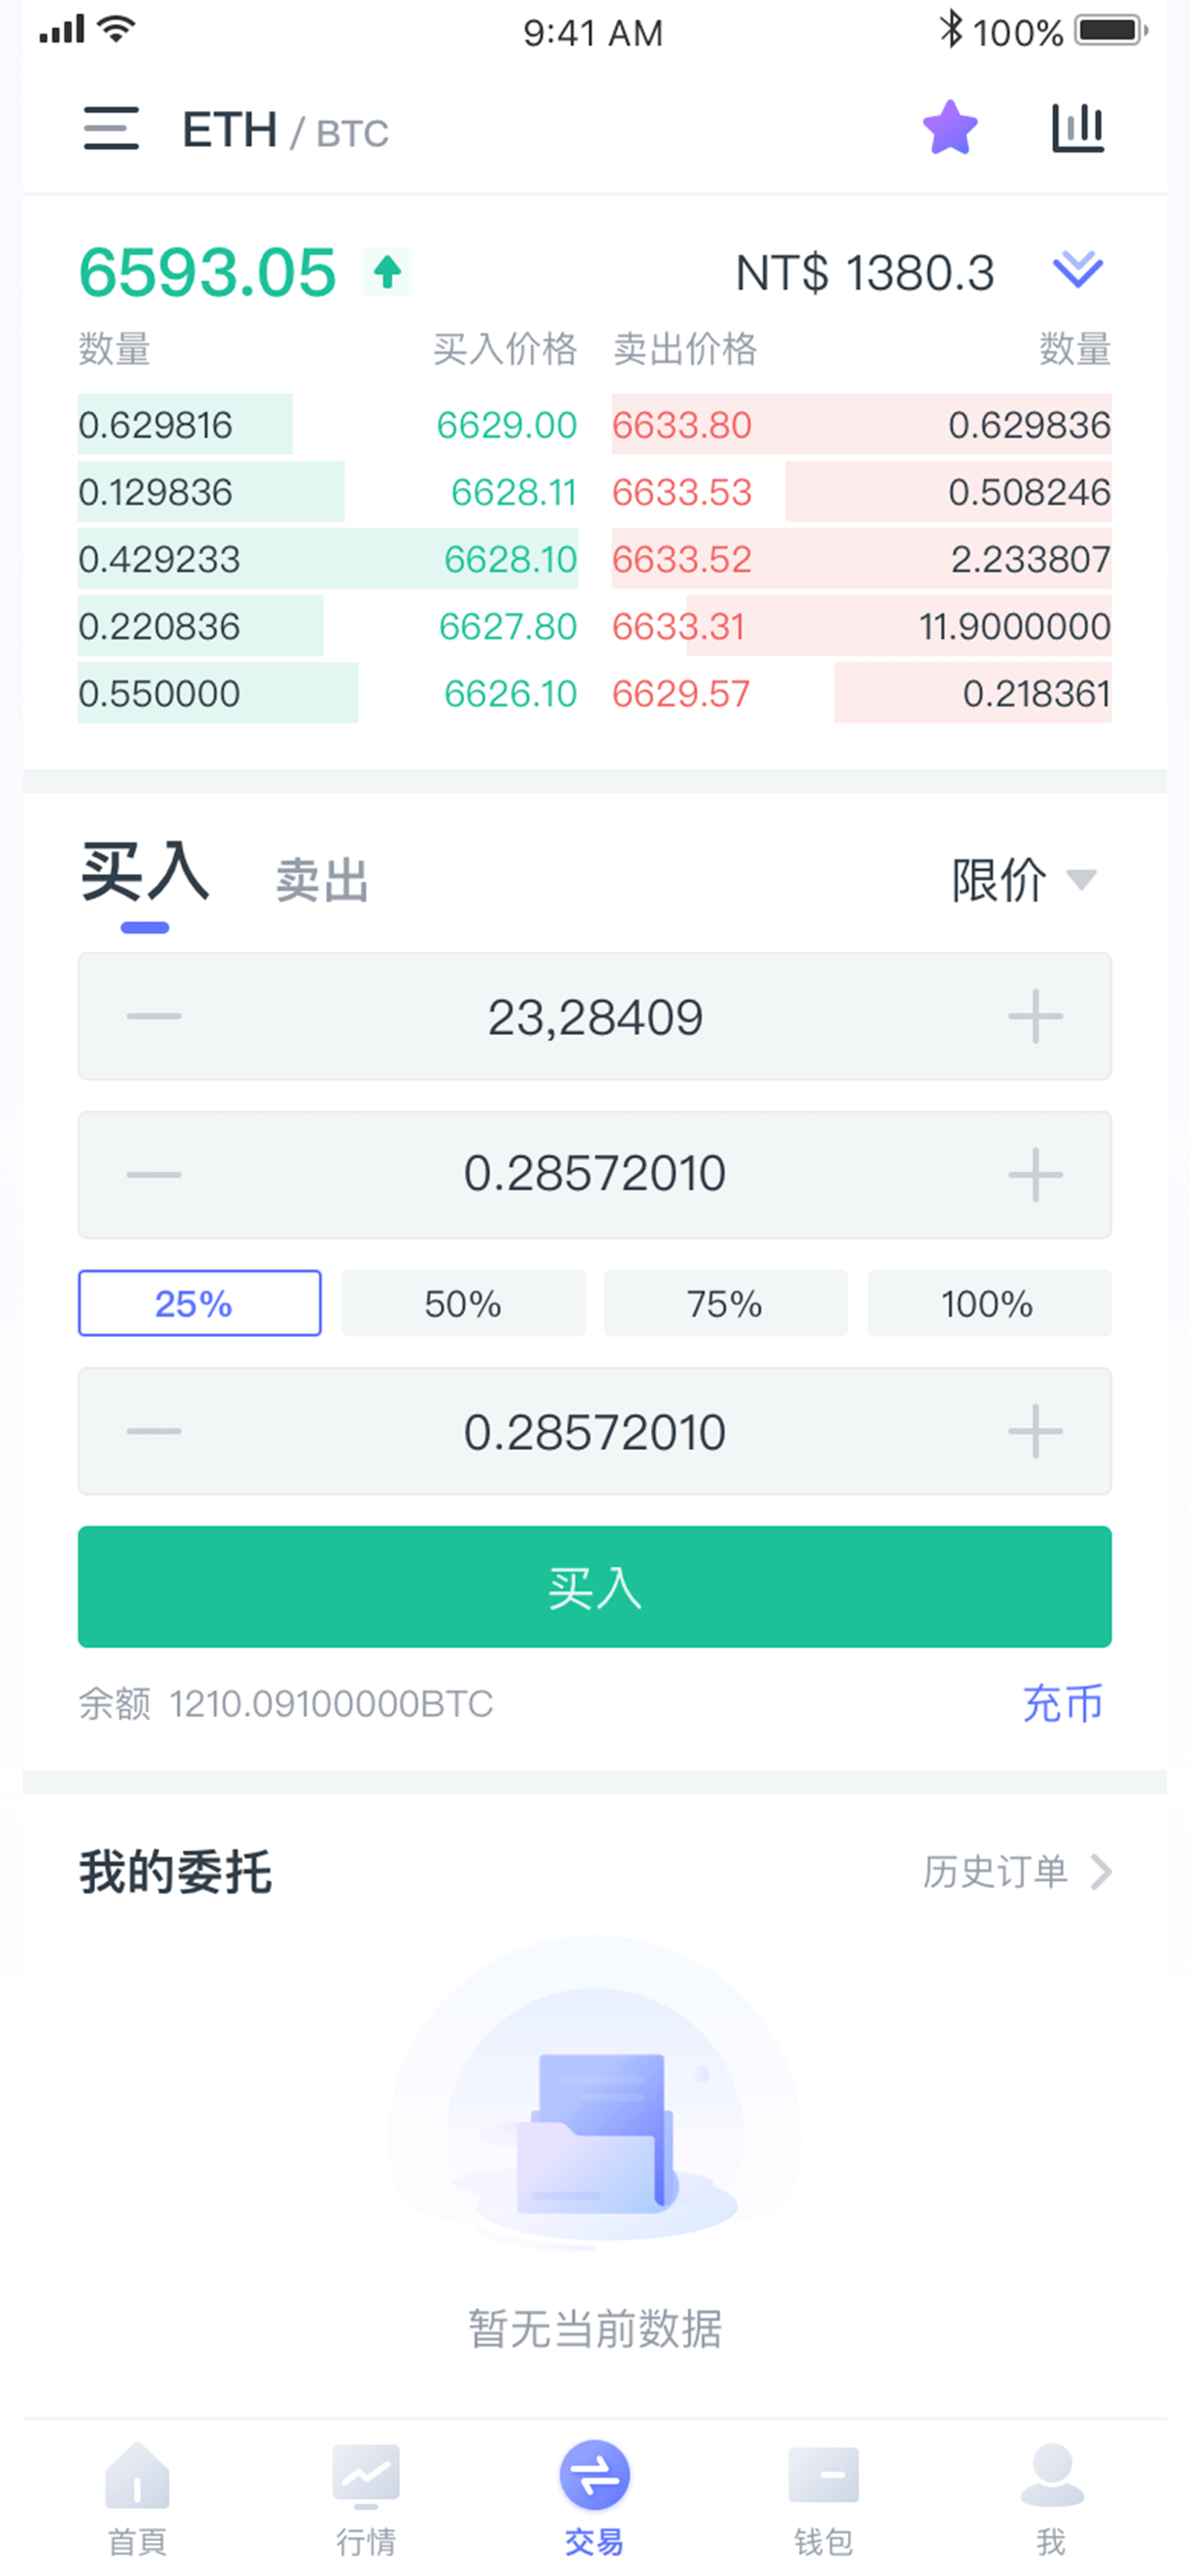 9:41 AM 100%
ETH / BTC
6593.05 NT$ 1380.3
数量 买入价格 卖出价格 数量
0.629816 6629.00 6633.80 0.629836
0.129836 6628.11 6633.53 0.508246
0.429233 6628.10 6633.52 2.233807
0.220836 6627.80 6633.31 11.9000000
0.550000 6626.10 6629.57 0.218361
买入 卖出 限价
23,28409
0.28572010
25% 50% 75% 100%
0.28572010
买入
余额 1210.09100000BTC 充币
我的委托 历史订单
暂无当前数据
首頁 行情 交易 钱包 我